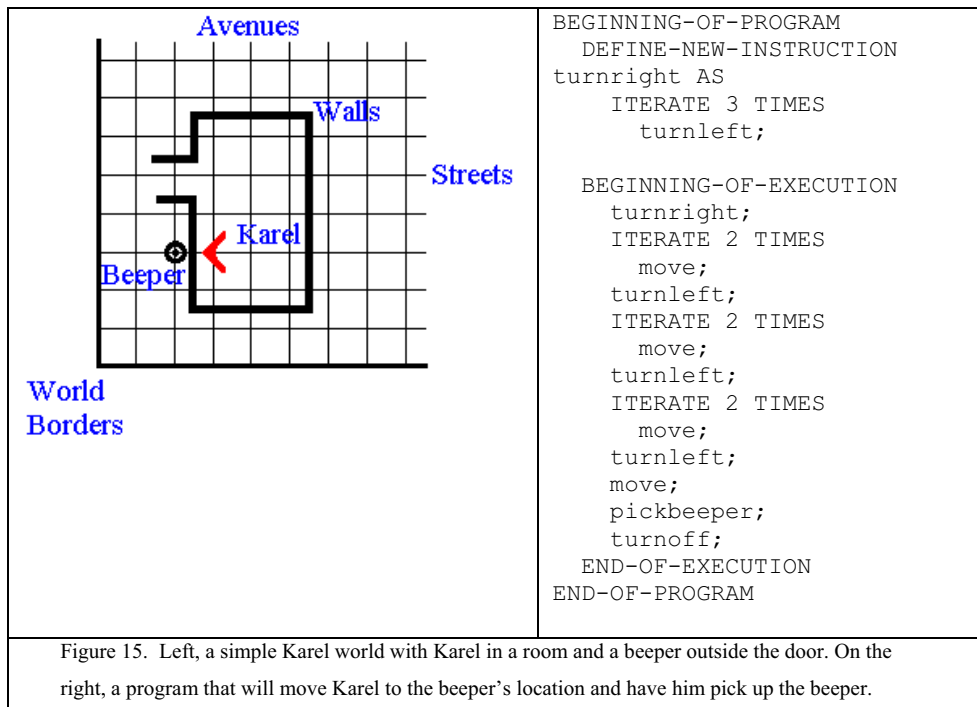 Avenues
Walls
Streets
Karel
Beeper
World
Borders
BEGINNING-OF-PROGRAM
DEFINE-NEW-INSTRUCTION
turnright AS
ITERATE 3 TIMES
turnleft;
BEGINNING-OF-EXECUTION
turnright;
ITERATE 2 TIMES
move;
turnleft;
ITERATE 2 TIMES
move;
turnleft;
ITERATE 2 TIMES
move;
turnleft;
move;
pickbeeper;
turnoff;
END-OF-EXECUTION
END-OF-PROGRAM
Figure 15. Left, a simple Karel world with Karel in a room and a beeper outside the door. On the
right, a program that will move Karel to the beeper's location and have him pick up the beeper.